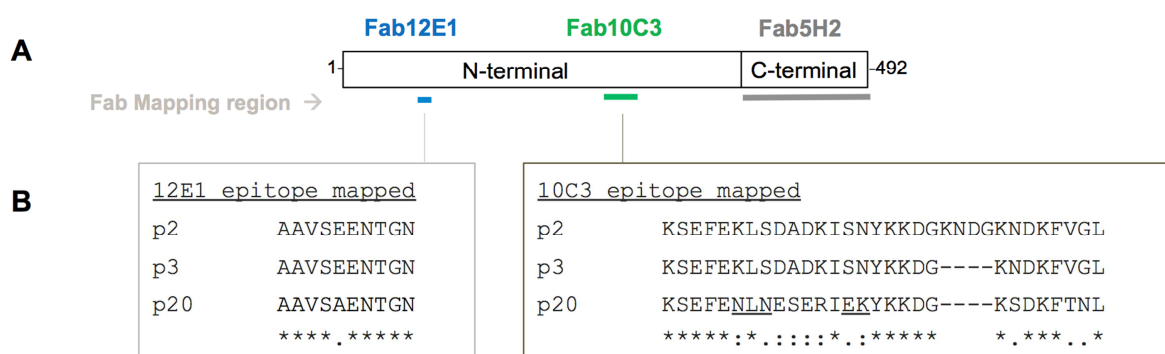 A
Fab12E1 Fab10C3 Fab5H2
1- N-terminal C-terminal -492
Fab Mapping region →
B
12E1 epitope mapped
p2 AAVSEENTGN
p3 AAVSEENTGN
p20 AAVSAENTGN
****.*****
10C3 epitope mapped
p2 KSEFEKLSDADKISNYKKDGKNDGKNDKFVGL
p3 KSEFEKLSDADKISNYKKDG----KNDKFVGL
p20 KSEFENLNESERIEKYKKDG----KSDKFTNL
*****:*.::::*.:***** *.***..*